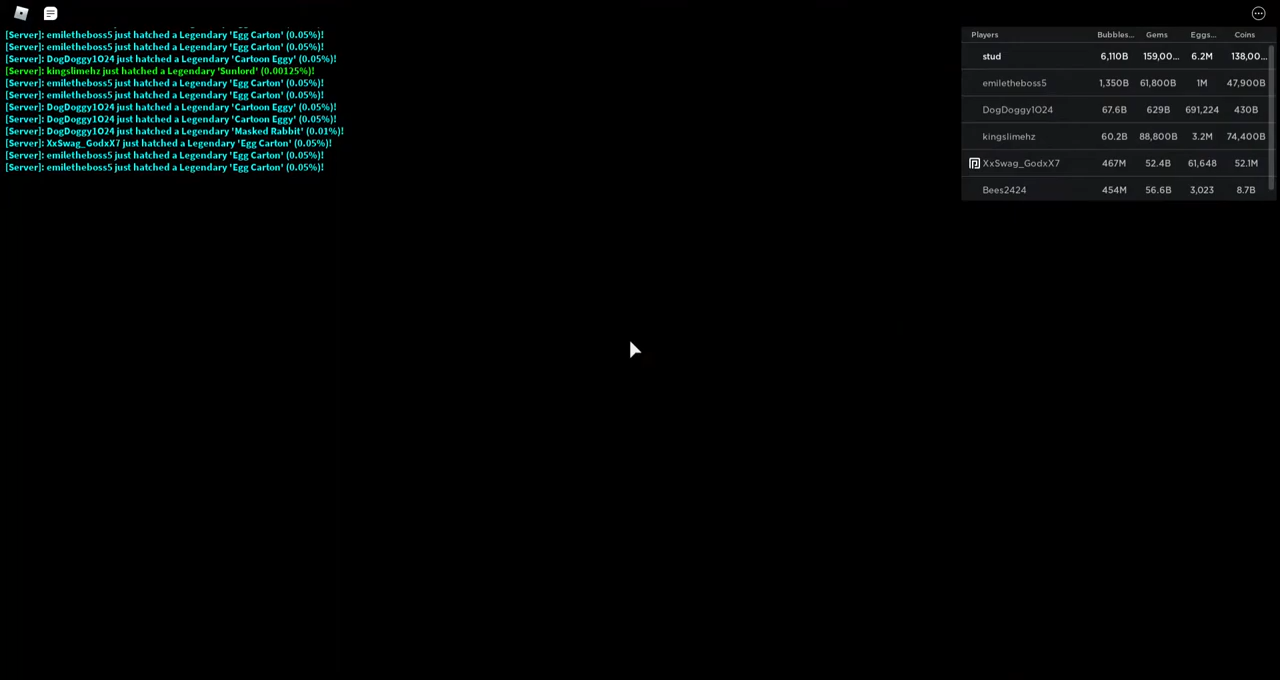 [Server]: emiletheboss5 just hatched a Legendary 'Egg Carton' (0.05%)!
[Server]: emiletheboss5 just hatched a Legendary 'Egg Carton' (0.05%)!
[Server]: DogDoggy1O24 just hatched a Legendary 'Cartoon Eggy' (0.05%)!
[Server]: kingslimehz just hatched a Legendary 'Sunlord' (0.00125%)!
[Server]: emiletheboss5 just hatched a Legendary 'Egg Carton' (0.05%)!
[Server]: emiletheboss5 just hatched a Legendary 'Egg Carton' (0.05%)!
[Server]: DogDoggy1O24 just hatched a Legendary 'Cartoon Eggy' (0.05%)!
[Server]: DogDoggy1O24 just hatched a Legendary 'Cartoon Eggy' (0.05%)!
[Server]: DogDoggy1O24 just hatched a Legendary 'Masked Rabbit' (0.01%)!
[Server]: XxSwag_GodxX7 just hatched a Legendary 'Egg Carton' (0.05%)!
[Server]: emiletheboss5 just hatched a Legendary 'Egg Carton' (0.05%)!
[Server]: emiletheboss5 just hatched a Legendary 'Egg Carton' (0.05%)!
Players Bubbles... Gems Eggs... Coins
stud 6,110B 159,00... 6.2M 138,00...
emiletheboss5 1,350B 61,800B 1M 47,900B
DogDoggy1O24 67.6B 629B 691,224 430B
kingslimehz 60.2B 88,800B 3.2M 74,400B
XxSwag_GodxX7 467M 52.4B 61,648 52.1M
Bees2424 454M 56.6B 3,023 8.7B